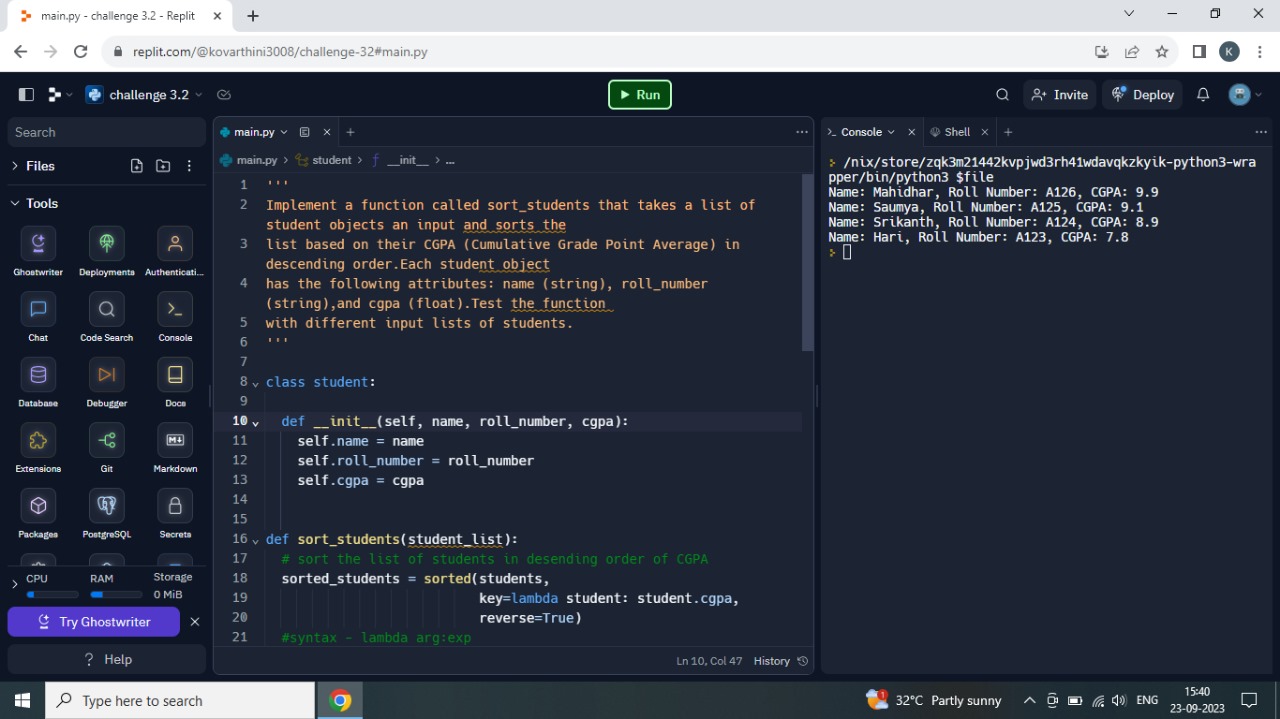 main.py - challenge 3.2 - Replit
replit.com/@kovarthini3008/challenge-32#main.py
K
challenge 3.2
Run
Invite
Deploy
Search
Files
Tools
Ghostwriter
Deployments
Authenticati...
Chat
Code Search
Console
Database
Debugger
Docs
Extensions
Git
Markdown
Packages
PostgreSQL
Secrets
CPU
RAM
Storage
0 MiB
Try Ghostwriter
Help
main.py
main.py > student > f __init__ > ...
1 '''
2 Implement a function called sort_students that takes a list of
student objects an input and sorts the
3 list based on their CGPA (Cumulative Grade Point Average) in
descending order.Each student object
4 has the following attributes: name (string), roll_number
(string),and cgpa (float).Test the function
5 with different input lists of students.
6 '''
7
8 class student:
9
10 def __init__(self, name, roll_number, cgpa):
11 self.name = name
12 self.roll_number = roll_number
13 self.cgpa = cgpa
14
15
16 def sort_students(student_list):
17 # sort the list of students in desending order of CGPA
18 sorted_students = sorted(students,
19 key=lambda student: student.cgpa,
20 reverse=True)
21 #syntax - lambda arg:exp
Ln 10, Col 47 History
Console
Shell
/nix/store/zqk3m21442kvpjwd3rh41wdavqkzkyik-python3-wra
pper/bin/python3 $file
Name: Mahidhar, Roll Number: A126, CGPA: 9.9
Name: Saumya, Roll Number: A125, CGPA: 9.1
Name: Srikanth, Roll Number: A124, CGPA: 8.9
Name: Hari, Roll Number: A123, CGPA: 7.8
Type here to search
1
32°C Partly sunny
ENG
15:40
23-09-2023